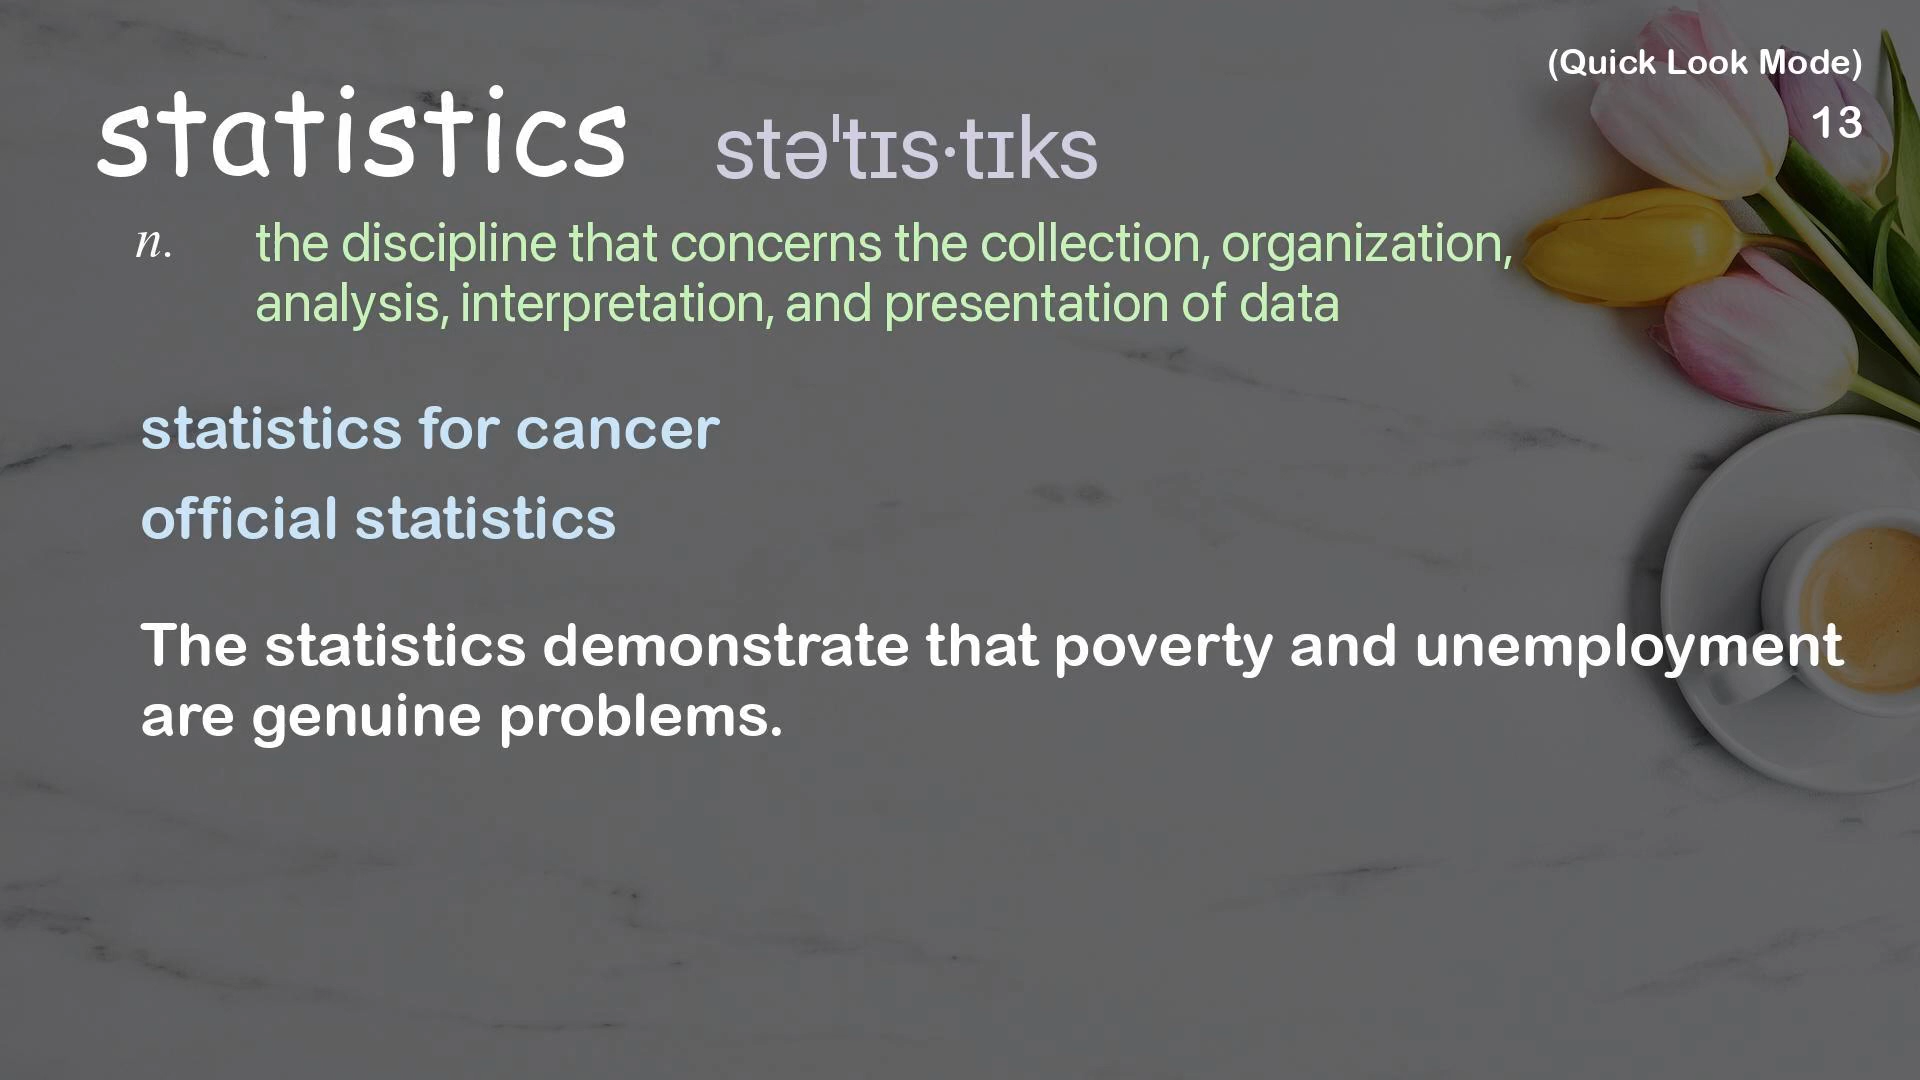 (Quick Look Mode)
statistics stəˈtɪs·tɪks
13
n. the discipline that concerns the collection, organization,
analysis, interpretation, and presentation of data
statistics for cancer
official statistics
The statistics demonstrate that poverty and unemployment
are genuine problems.